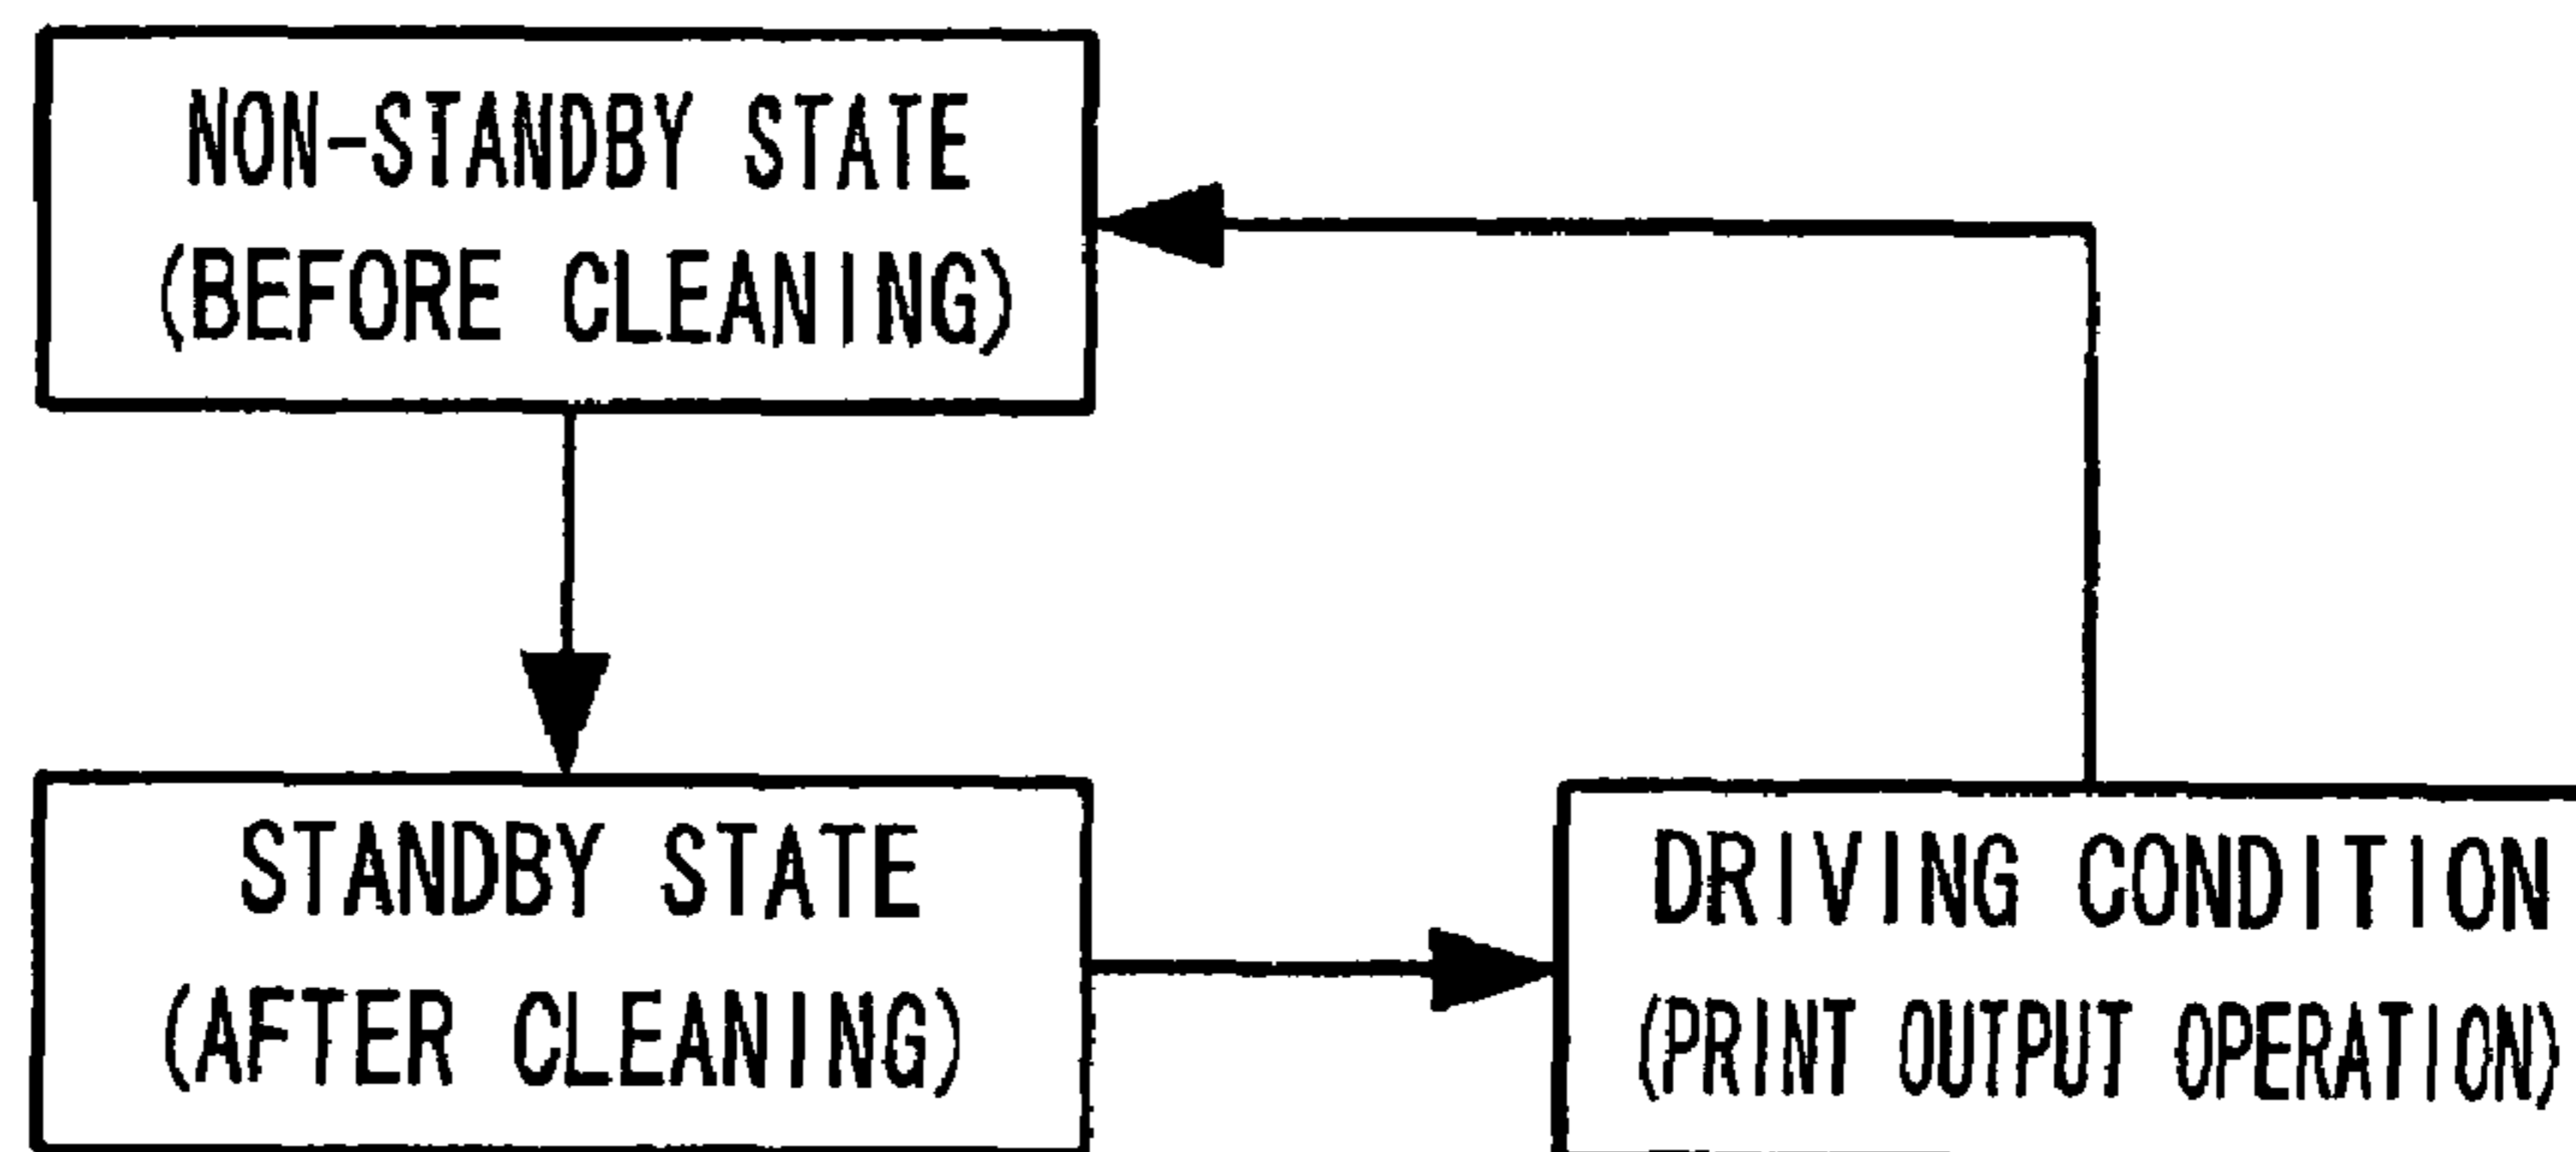 NON-STANDBY STATE
(BEFORE CLEANING)
STANDBY STATE
(AFTER CLEANING)
DRIVING CONDITION
(PRINT OUTPUT OPERATION)